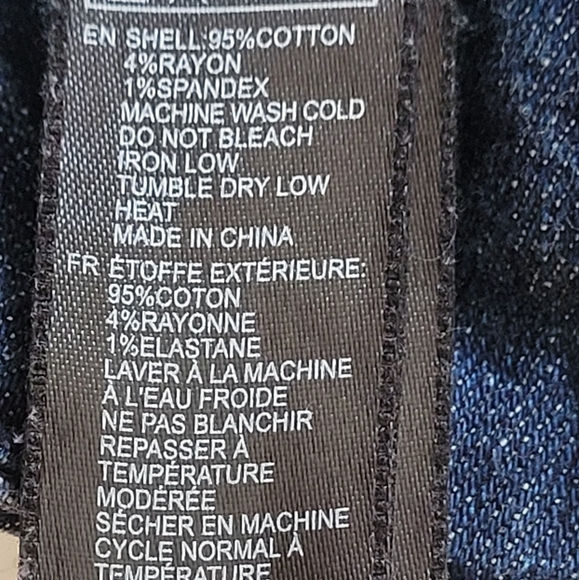 EN SHELL:95%COTTON
4%RAYON
1%SPANDEX
MACHINE WASH COLD
DO NOT BLEACH
IRON LOW
TUMBLE DRY LOW
HEAT
MADE IN CHINA
FR ÉTOFFE EXTÉRIEURE:
95%COTON
4%RAYONNE
1%ELASTANE
LAVER À LA MACHINE
À L'EAU FROIDE
NE PAS BLANCHIR
REPASSER À
TEMPÉRATURE
MODÉRÉE
SÉCHER EN MACHINE
CYCLE NORMAL À
TEMPÉRATURE